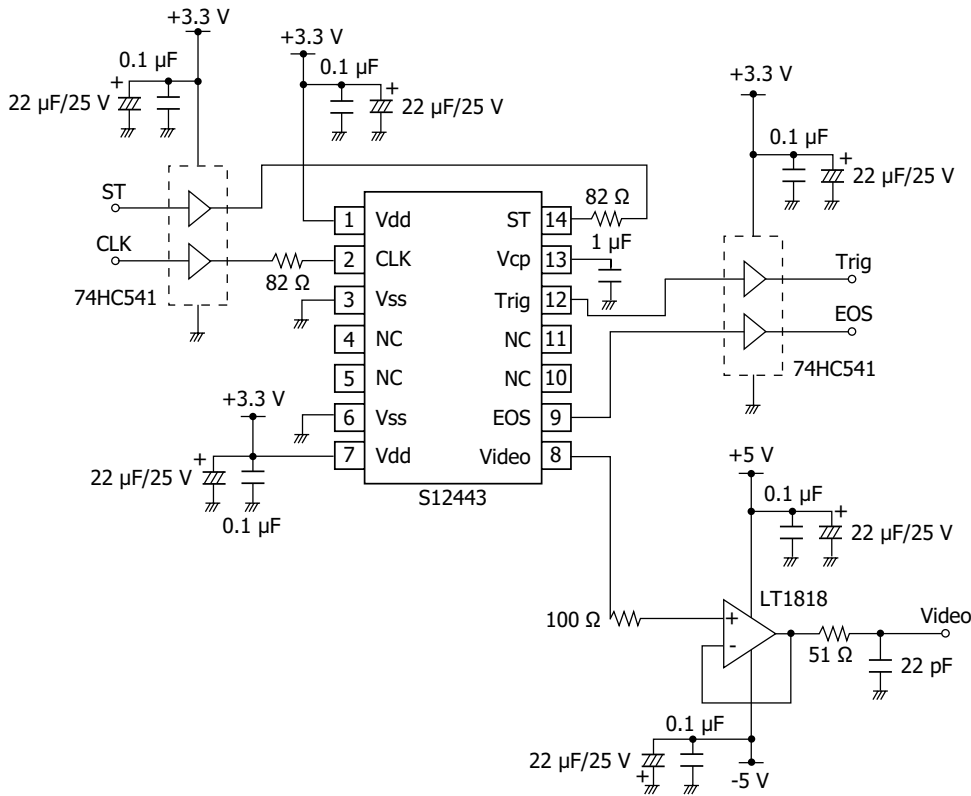 +3.3 V
0.1 µF
22 µF/25 V
+
+3.3 V
0.1 µF
+
22 µF/25 V
+3.3 V
0.1 µF
+
22 µF/25 V
ST
CLK
82 Ω
74HC541
1 Vdd
2 CLK
3 Vss
4 NC
5 NC
6 Vss
7 Vdd
ST 14
Vcp 13
Trig 12
NC 11
NC 10
EOS 9
Video 8
S12443
82 Ω
1 µF
Trig
EOS
74HC541
+3.3 V
+
22 µF/25 V
0.1 µF
+5 V
0.1 µF
+
22 µF/25 V
LT1818
100 Ω
+
-
51 Ω
Video
22 pF
0.1 µF
22 µF/25 V
+
-5 V